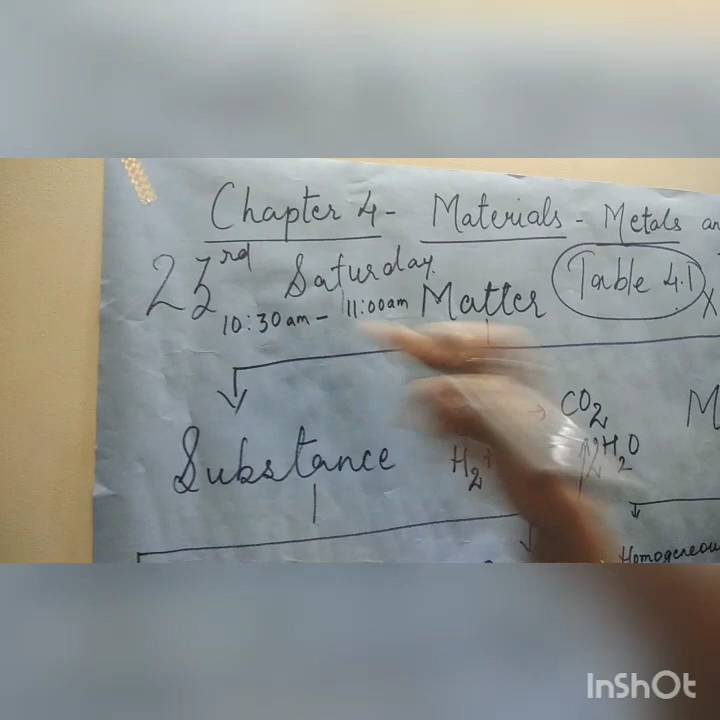 Chapter 4 - Materials - Metals an
23rd Saturday Table 4.1
10:30am - 11:00am Matter X
CO2 M
Substance H2+ H2O
Homogeneou
InShOt